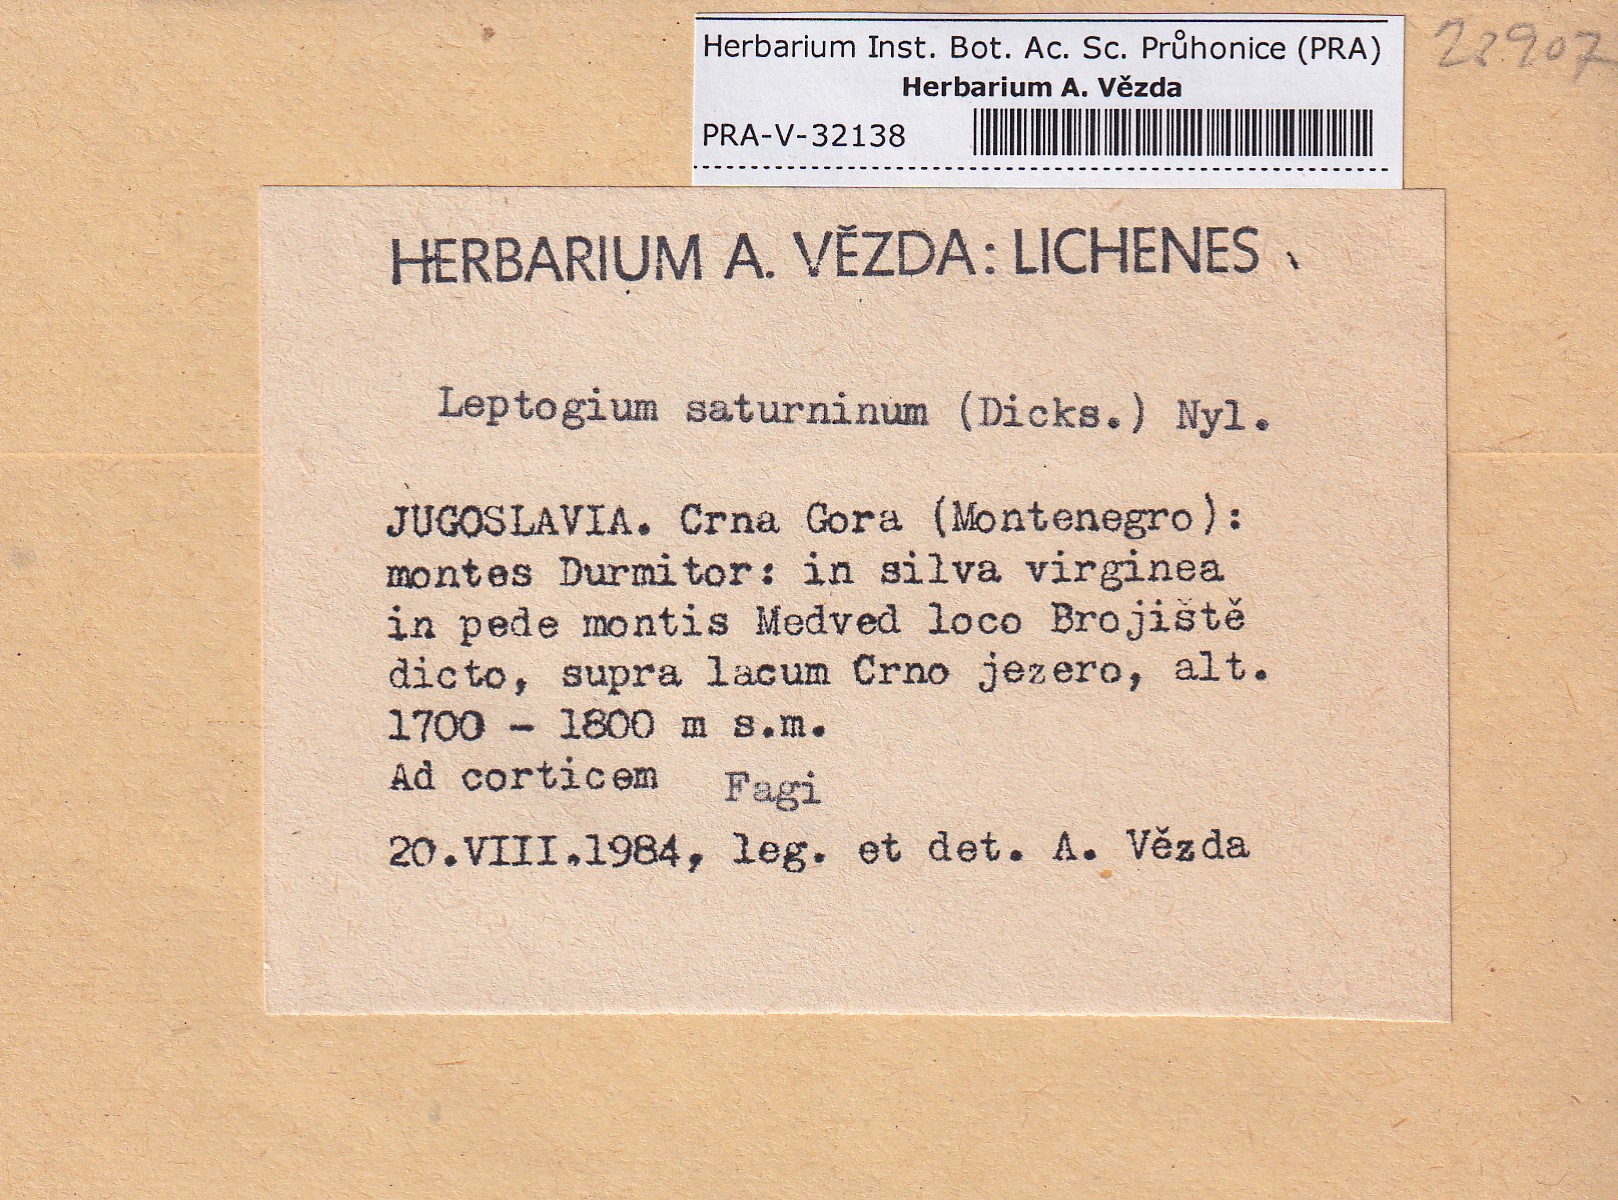 Herbarium Inst. Bot. Ac. Sc. Průhonice (PRA)
Herbarium A. Vězda
PRA-V-32138
28907
HERBARIUM A. VĚZDA: LICHENES
Leptogium saturninum (Dicks.) Nyl.
JUGOSLAVIA. Crna Gora (Montenegro):
montes Durmitor: in silva virginea
in pede montis Medved loco Brojiště
dicto, supra lacum Crno jezero, alt.
1700 - 1800 m s.m.
Ad corticem Fagi
20.VIII.1984, leg. et det. A. Vězda